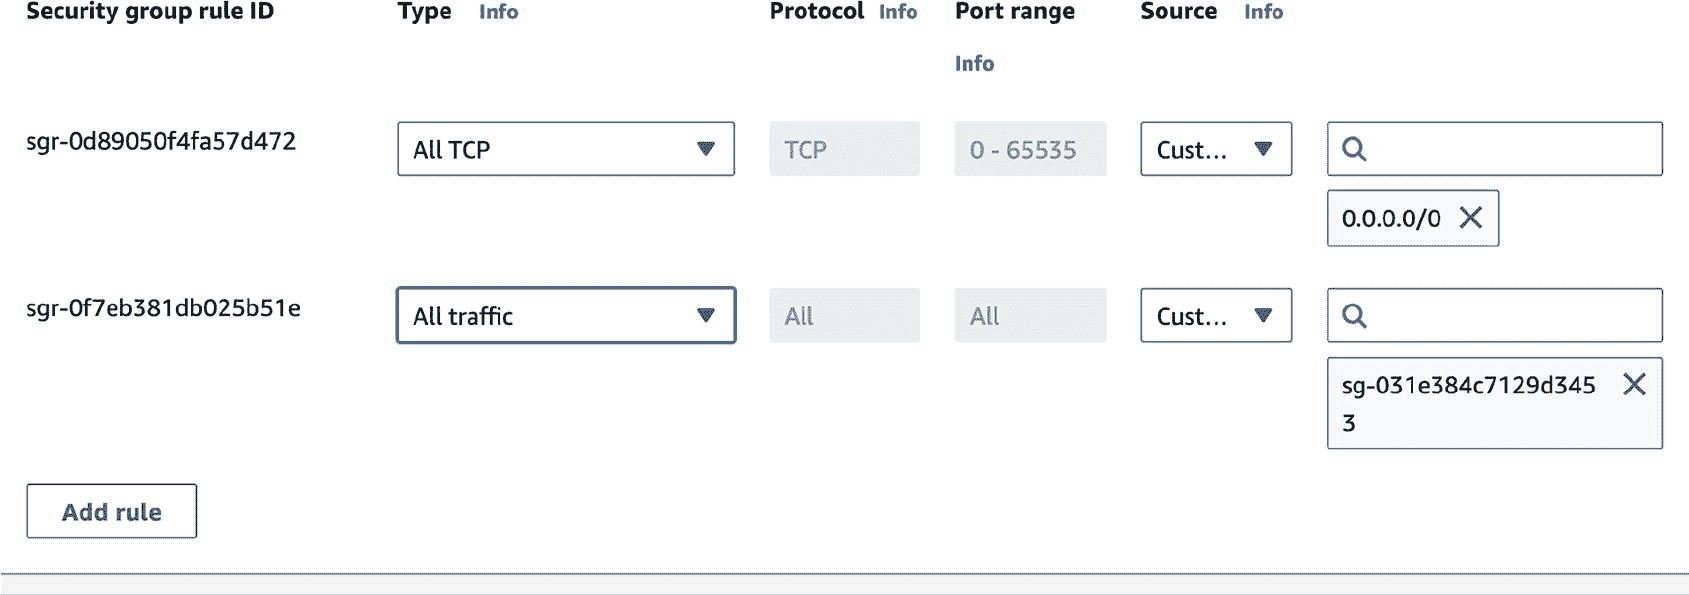 Security group rule ID Type Info Protocol Info Port range Source Info
Info
sgr-0d89050f4fa57d472 All TCP TCP 0 - 65535 Cust...
0.0.0.0/0
sgr-0f7eb381db025b51e All traffic All All Cust...
sg-031e384c7129d345
3
Add rule